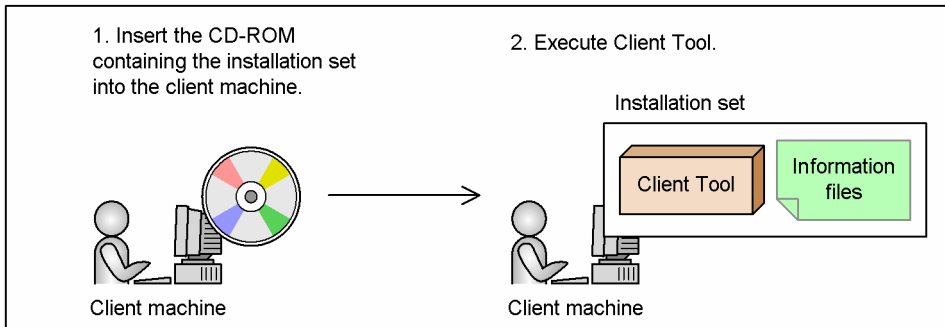 1. Insert the CD-ROM
containing the installation set
into the client machine.
2. Execute Client Tool.
Installation set
Client Tool
Information
files
Client machine
Client machine